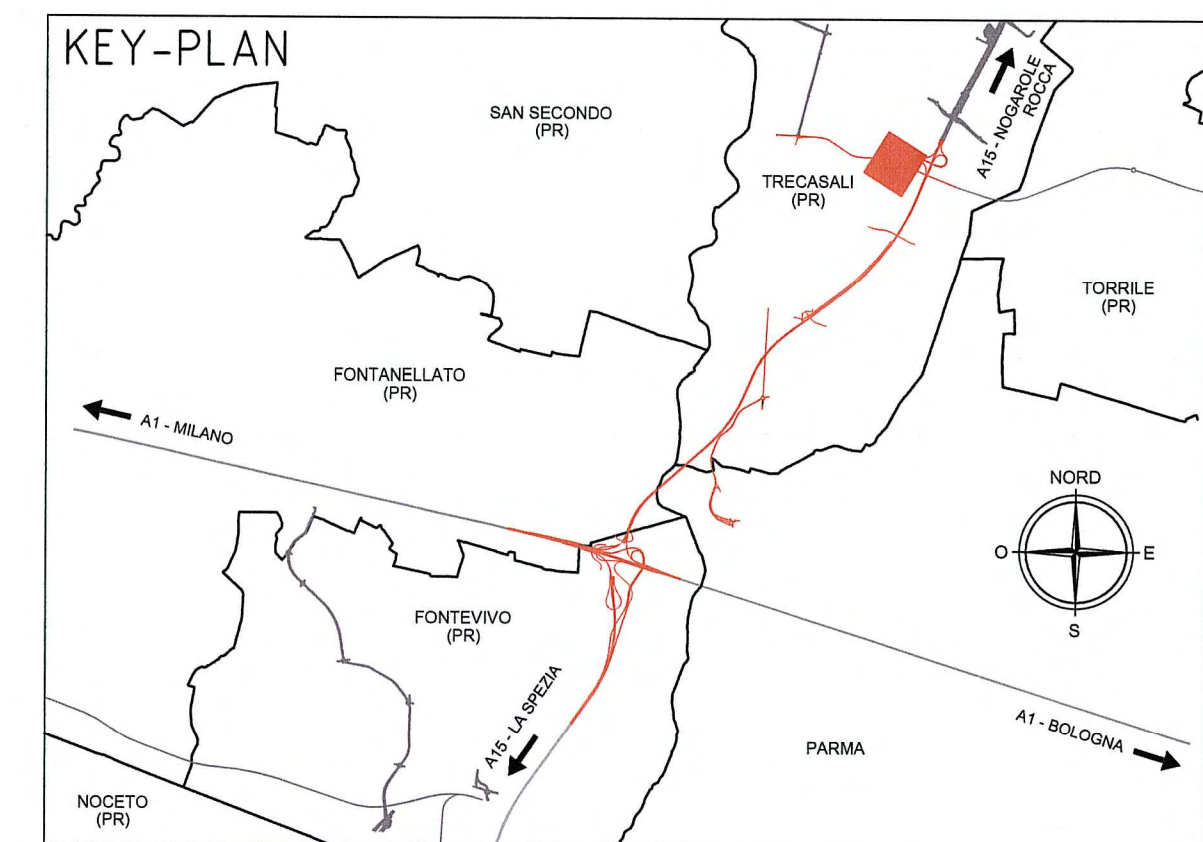 KEY-PLAN
SAN SECONDO
(PR)
A15 - NOGAROLE
ROCCA
TRECASALI
(PR)
TORRILE
(PR)
FONTANELLATO
(PR)
A1 - MILANO
NORD
O
E
S
FONTEVIVO
(PR)
A15 - LA SPEZIA
A1 - BOLOGNA
PARMA
NOCETO
(PR)